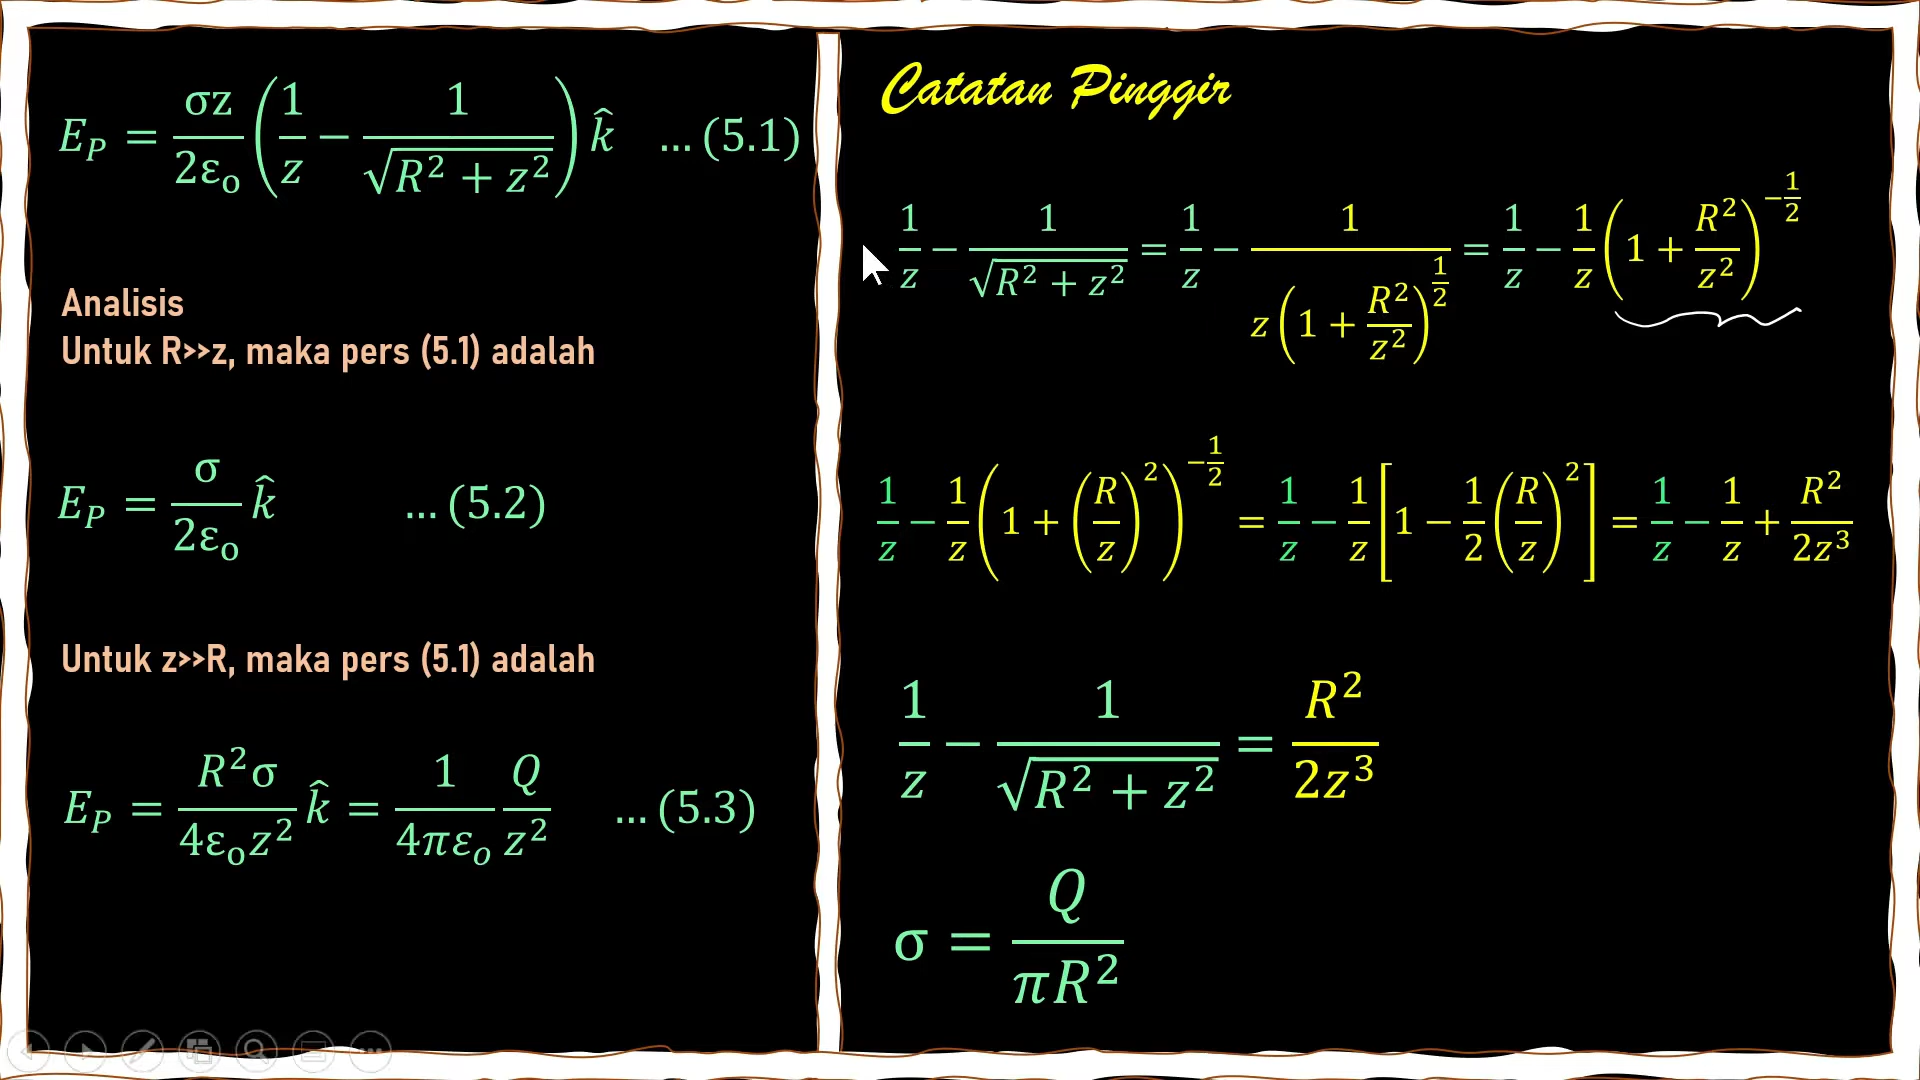 E_P = σz/2ε₀ (1/z − 1/√(R² + z²)) k̂ … (5.1)
Analisis
Untuk R>>z, maka pers (5.1) adalah
E_P = σ/2ε₀ k̂ … (5.2)
Untuk z>>R, maka pers (5.1) adalah
E_P = R²σ/4ε₀z² k̂ = 1/4πε₀ Q/z² … (5.3)
Catatan Pinggir
1/z − 1/√(R² + z²) = 1/z − 1/(z(1 + R²/z²)^(1/2)) = 1/z − 1/z (1 + R²/z²)^(−1/2)
1/z − 1/z (1 + (R/z)²)^(−1/2) = 1/z − 1/z [1 − 1/2 (R/z)²] = 1/z − 1/z + R²/2z³
1/z − 1/√(R² + z²) = R²/2z³
σ = Q/πR²